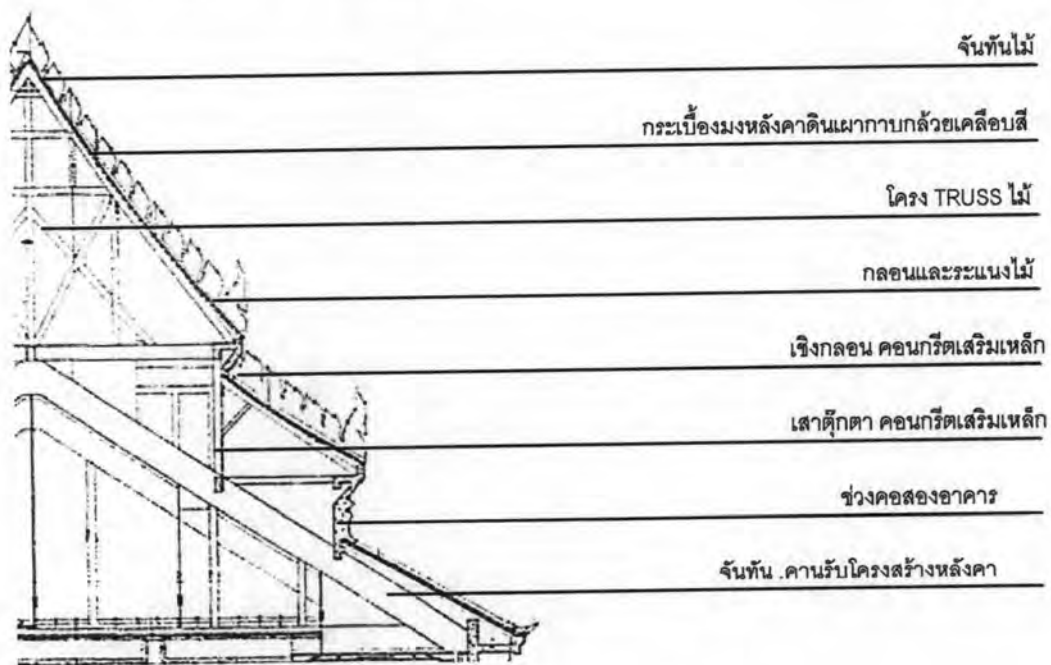 จันทันไม้
กระเบื้องมุงหลังคาดินเผากาบกล้วยเคลือบสี
โครง TRUSS ไม้
กลอนและระแนงไม้
เชิงกลอน คอนกรีตเสริมเหล็ก
เสาตุ๊กตา คอนกรีตเสริมเหล็ก
ช่วงคอสองอาคาร
จันทัน .คานรับโครงสร้างหลังคา